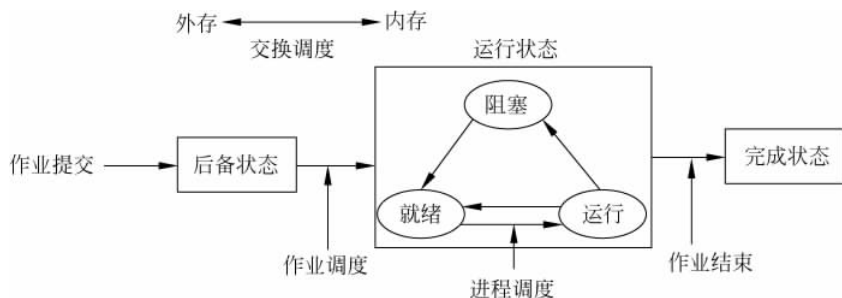 外存
内存
交换调度
运行状态
阻塞
作业提交
后备状态
完成状态
就绪
运行
作业调度
进程调度
作业结束